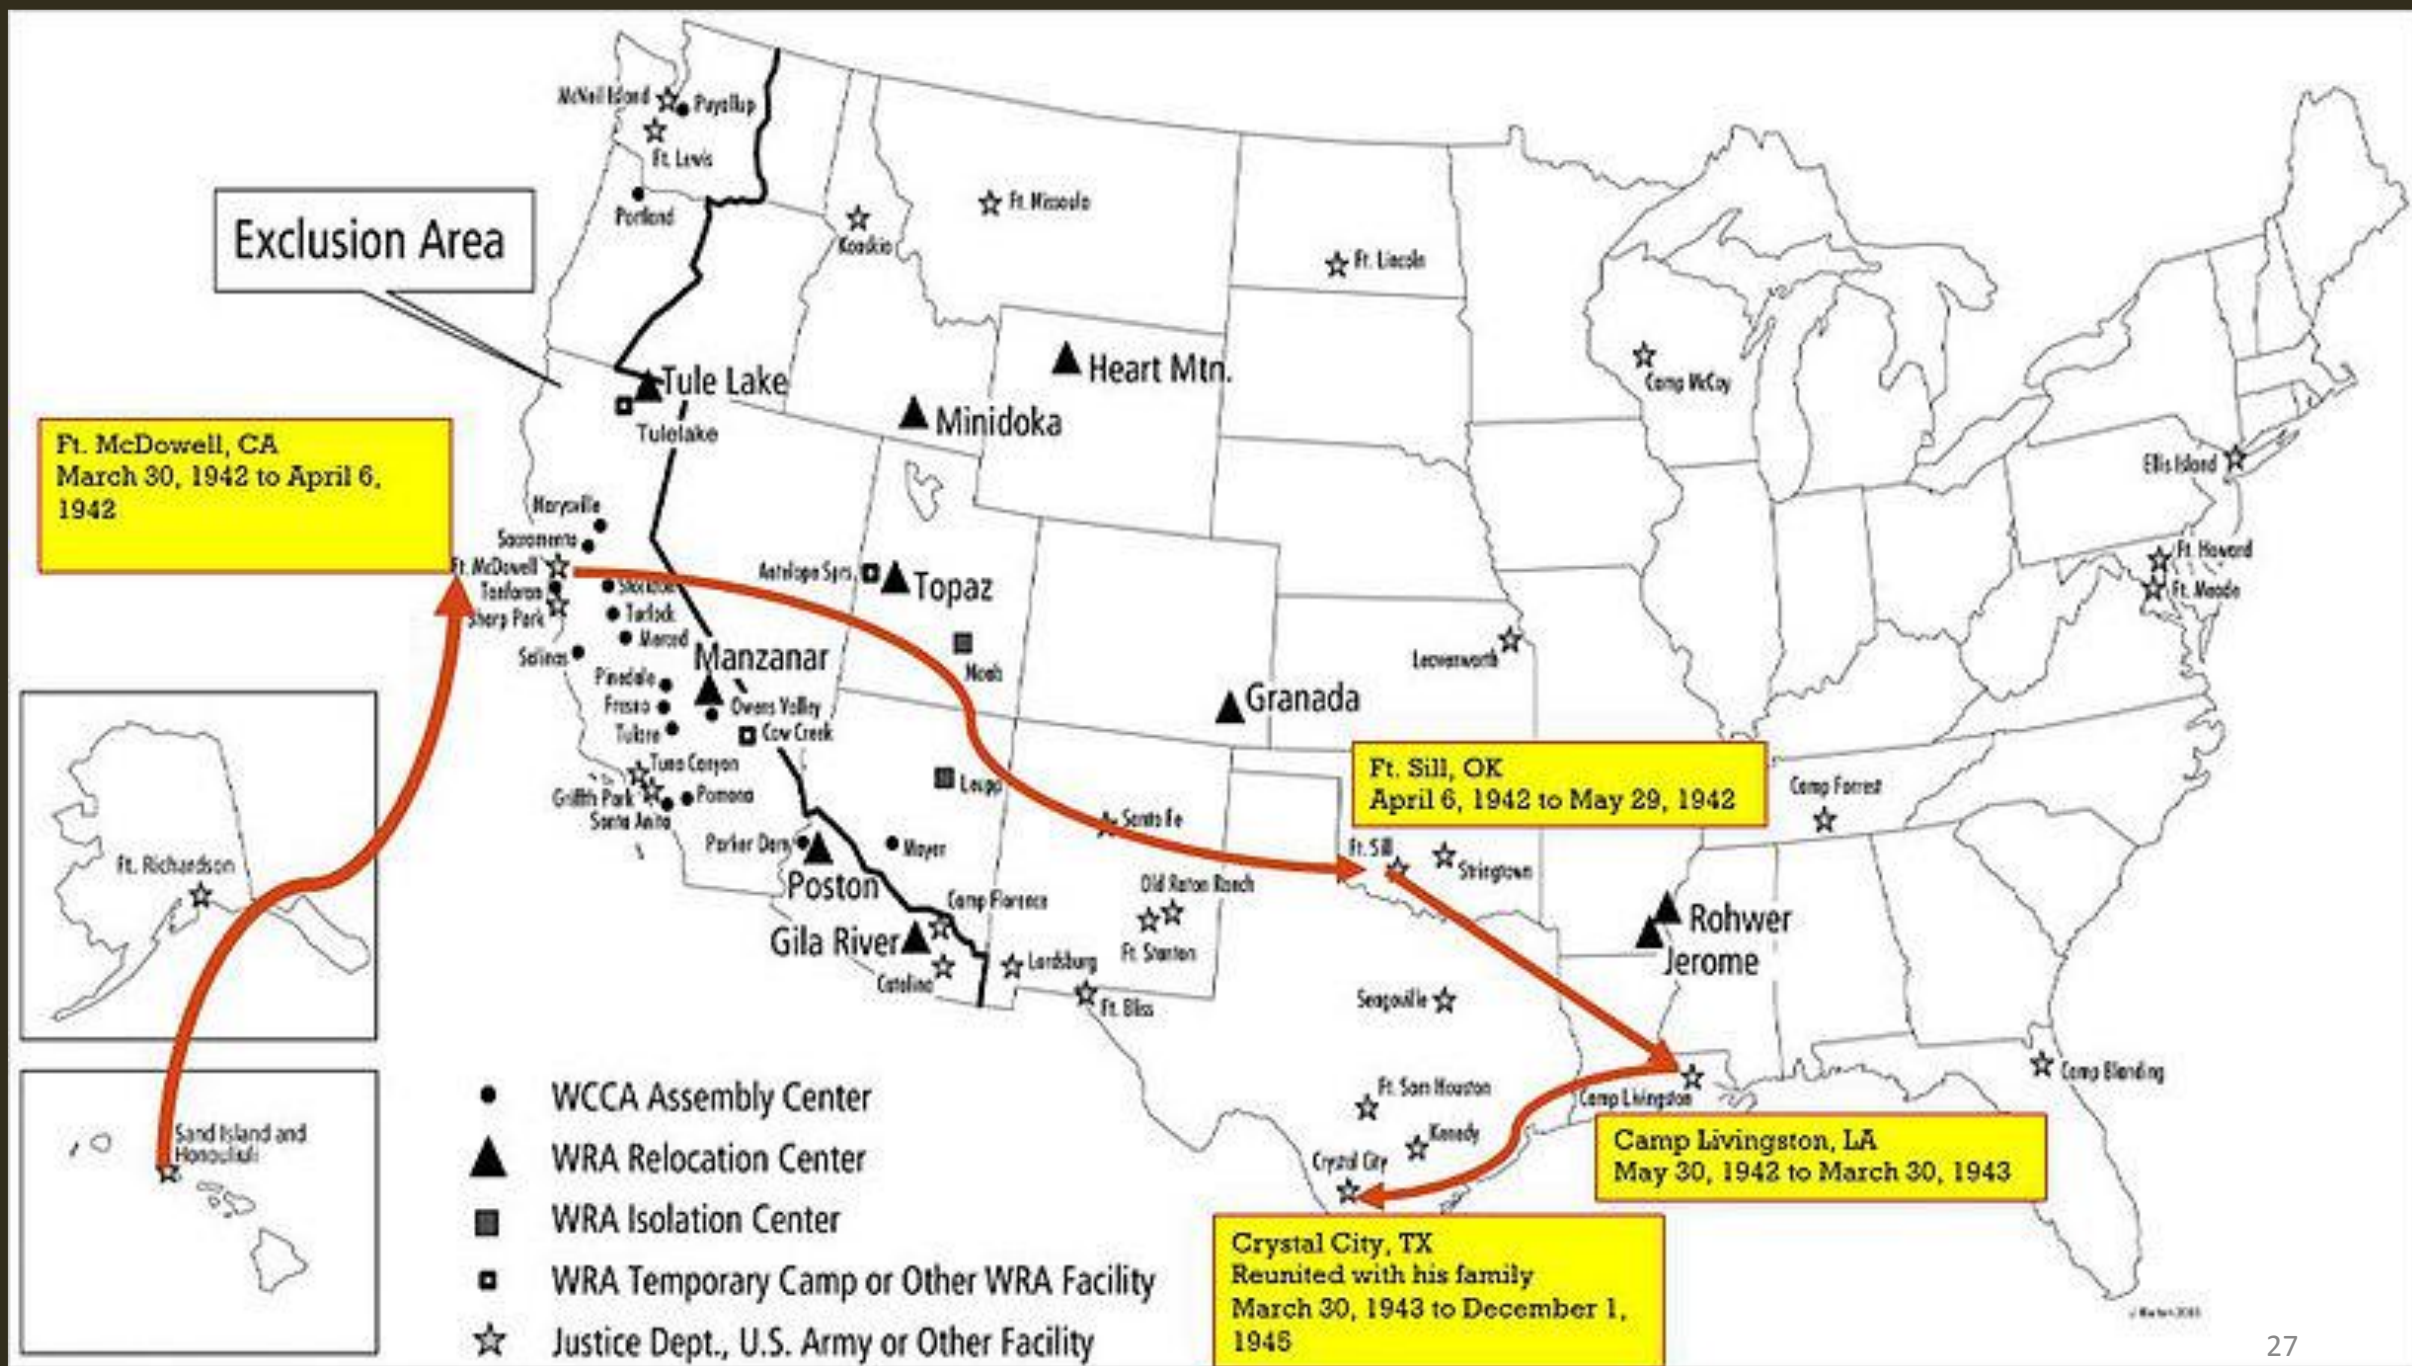 McNeil Island
Puyallup
Ft. Lewis
Portland
Exclusion Area
Kooskia
Ft. Missoula
Ft. Lincoln
Camp McCoy
Ellis Island
Ft. Howard
Ft. Meade
Tule Lake
Tulelake
Minidoka
Heart Mtn.
Ft. McDowell, CA
March 30, 1942 to April 6,
1942
Marysville
Sacramento
Ft. McDowell
Tanforan
Sharp Park
Stockton
Turlock
Merced
Salinas
Pinedale
Fresno
Tulare
Manzanar
Owens Valley
Cow Creek
Antelope Sprs.
Topaz
Moab
Granada
Leavenworth
Tuna Canyon
Griffith Park
Pomona
Santa Anita
Leupp
Santa Fe
Parker Dam
Mayer
Poston
Camp Florence
Gila River
Catalina
Lordsburg
Ft. Bliss
Old Raton Ranch
Ft. Stanton
Ft. Sill, OK
April 6, 1942 to May 29, 1942
Ft. Sill
Stringtown
Camp Forrest
Rohwer
Jerome
Seagoville
Ft. Sam Houston
Kenedy
Crystal City
Camp Livingston
Camp Blanding
Camp Livingston, LA
May 30, 1942 to March 30, 1943
Crystal City, TX
Reunited with his family
March 30, 1943 to December 1,
1945
Ft. Richardson
Sand Island and
Honouliuli
WCCA Assembly Center
WRA Relocation Center
WRA Isolation Center
WRA Temporary Camp or Other WRA Facility
Justice Dept., U.S. Army or Other Facility
27